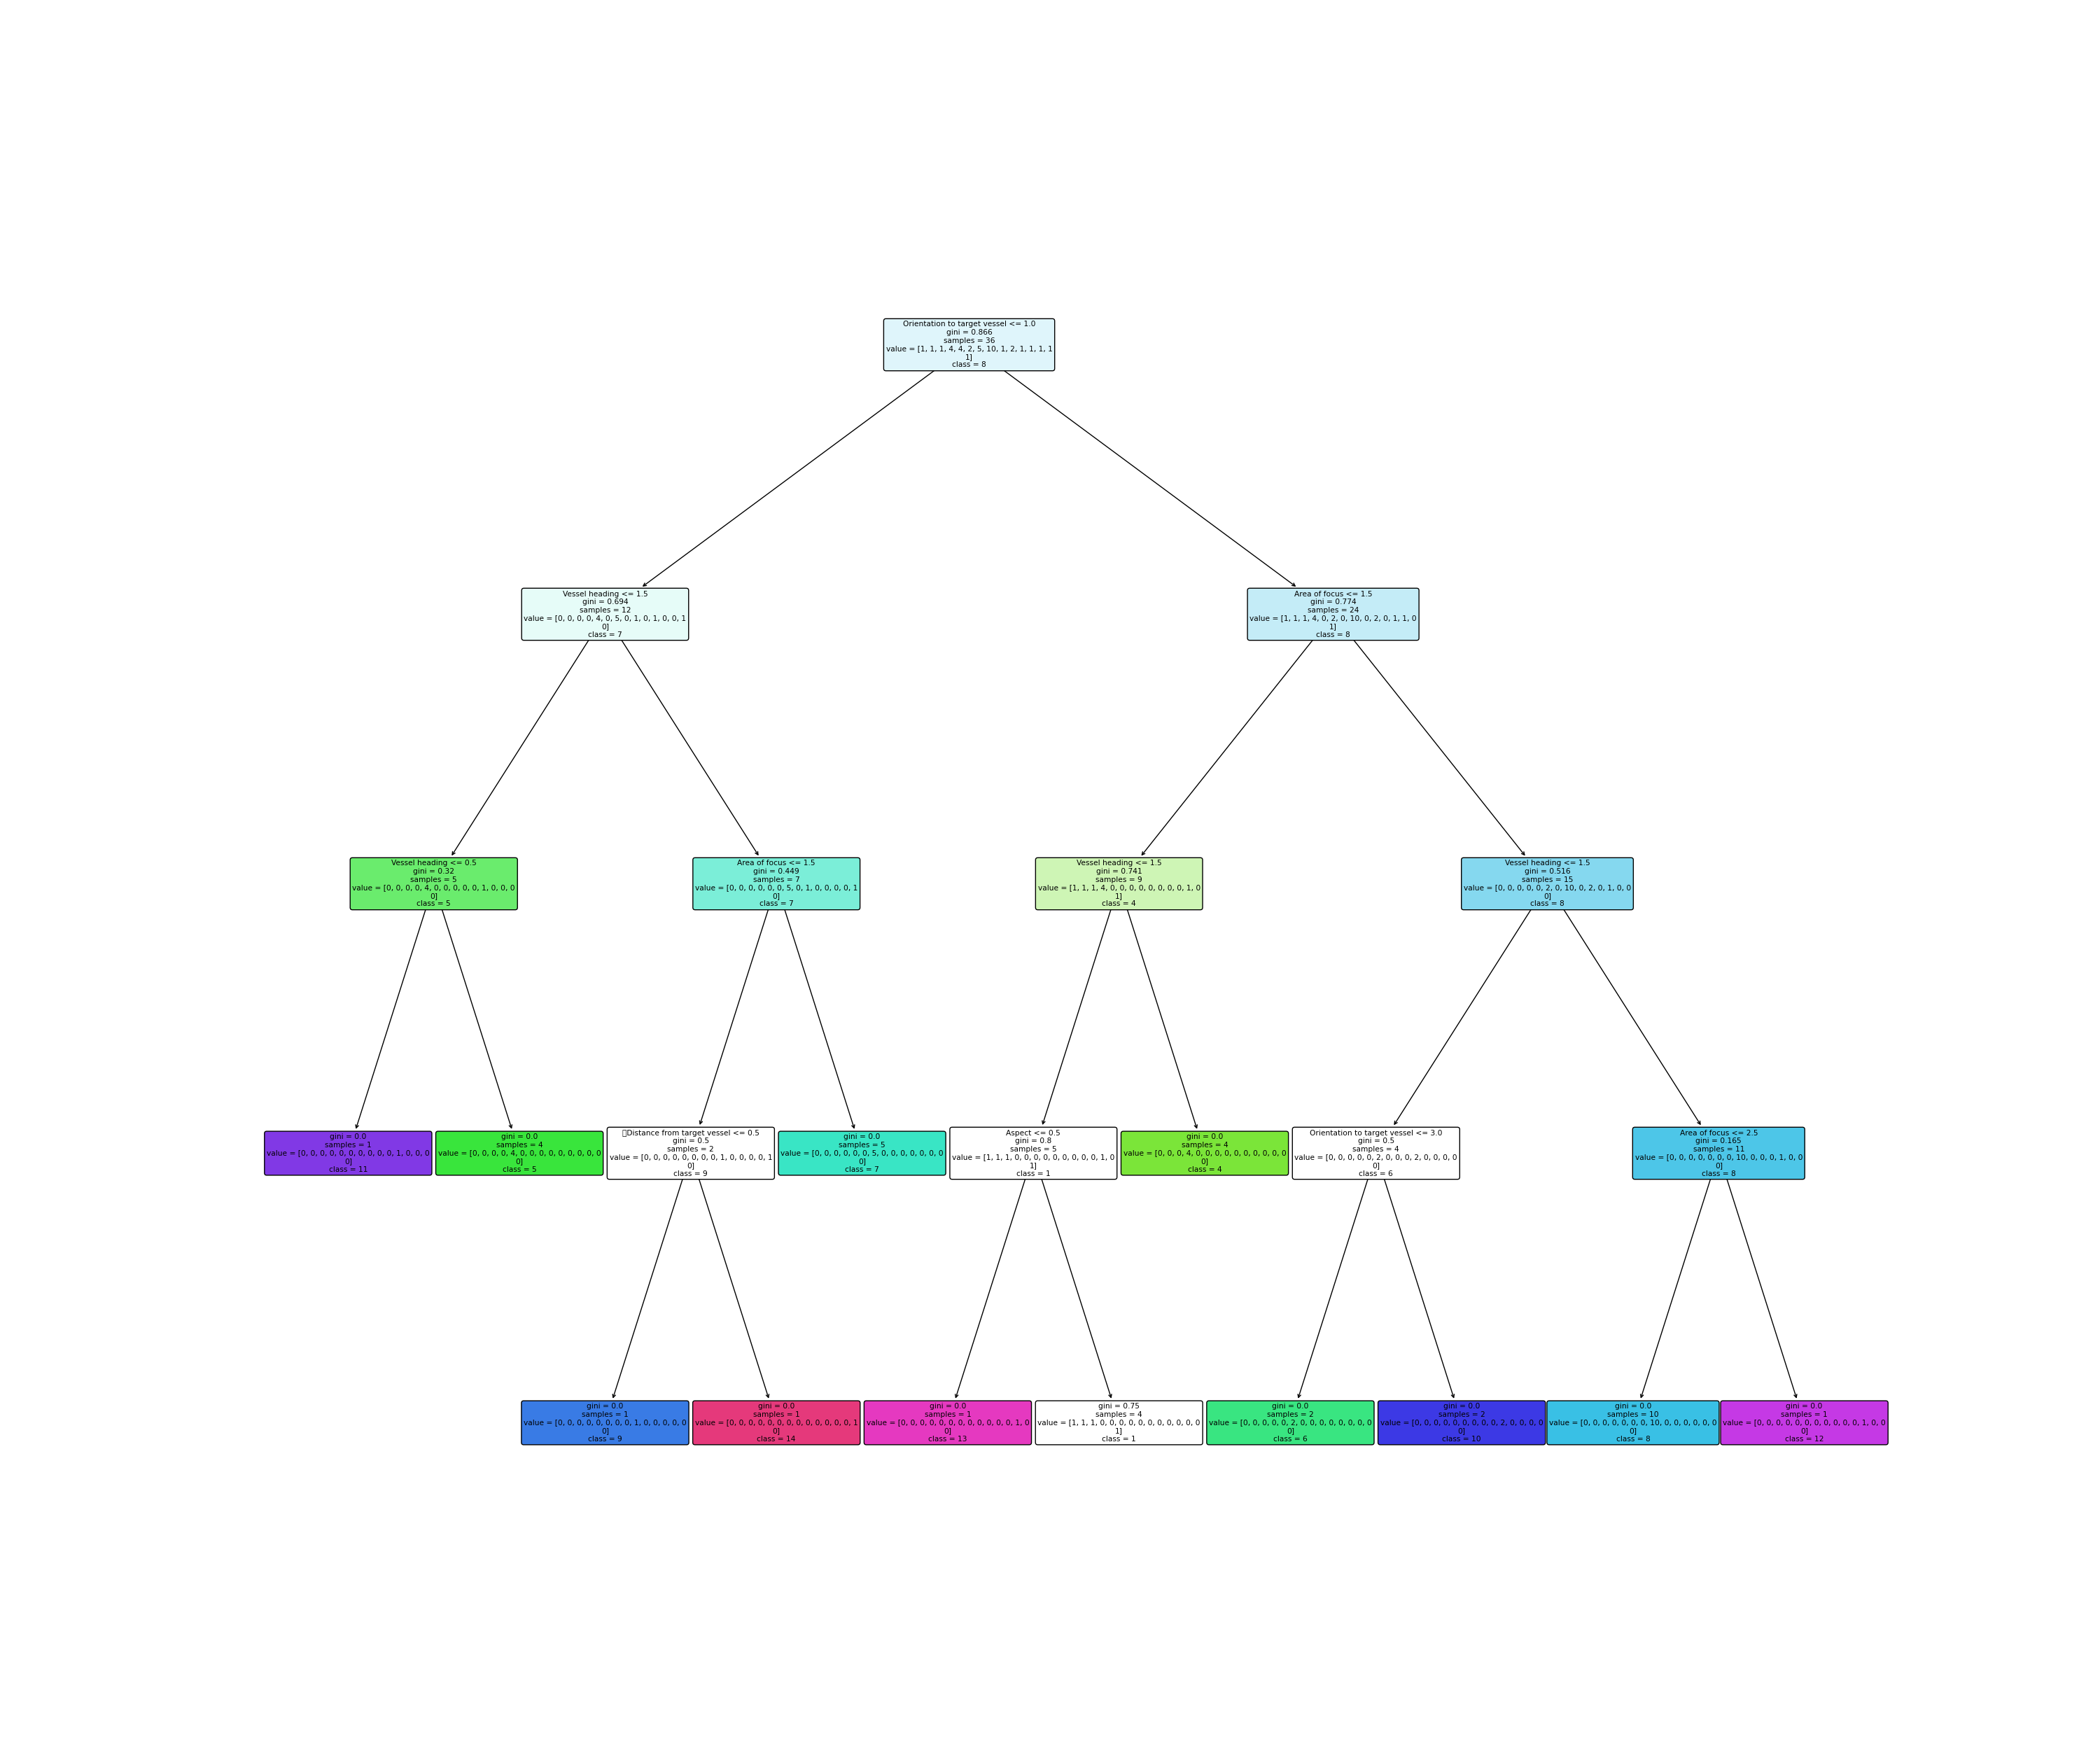 Orientation to target vessel <= 1.0
gini = 0.866
samples = 36
value = [1, 1, 1, 4, 4, 2, 5, 10, 1, 2, 1, 1, 1, 1
1]
class = 8
Vessel heading <= 1.5
gini = 0.694
samples = 12
value = [0, 0, 0, 0, 4, 0, 5, 0, 1, 0, 1, 0, 0, 1
0]
class = 7
Area of focus <= 1.5
gini = 0.774
samples = 24
value = [1, 1, 1, 4, 0, 2, 0, 10, 0, 2, 0, 1, 1, 0
1]
class = 8
Vessel heading <= 0.5
gini = 0.32
samples = 5
value = [0, 0, 0, 0, 4, 0, 0, 0, 0, 0, 1, 0, 0, 0
0]
class = 5
Area of focus <= 1.5
gini = 0.449
samples = 7
value = [0, 0, 0, 0, 0, 0, 5, 0, 1, 0, 0, 0, 0, 1
0]
class = 7
Vessel heading <= 1.5
gini = 0.741
samples = 9
value = [1, 1, 1, 4, 0, 0, 0, 0, 0, 0, 0, 0, 1, 0
1]
class = 4
Vessel heading <= 1.5
gini = 0.516
samples = 15
value = [0, 0, 0, 0, 0, 2, 0, 10, 0, 2, 0, 1, 0, 0
0]
class = 8
gini = 0.0
samples = 1
value = [0, 0, 0, 0, 0, 0, 0, 0, 0, 0, 1, 0, 0, 0
0]
class = 11
gini = 0.0
samples = 4
value = [0, 0, 0, 0, 4, 0, 0, 0, 0, 0, 0, 0, 0, 0
0]
class = 5
Distance from target vessel <= 0.5
gini = 0.5
samples = 2
value = [0, 0, 0, 0, 0, 0, 0, 0, 1, 0, 0, 0, 0, 1
0]
class = 9
gini = 0.0
samples = 5
value = [0, 0, 0, 0, 0, 0, 5, 0, 0, 0, 0, 0, 0, 0
0]
class = 7
Aspect <= 0.5
gini = 0.8
samples = 5
value = [1, 1, 1, 0, 0, 0, 0, 0, 0, 0, 0, 0, 1, 0
1]
class = 1
gini = 0.0
samples = 4
value = [0, 0, 0, 4, 0, 0, 0, 0, 0, 0, 0, 0, 0, 0
0]
class = 4
Orientation to target vessel <= 3.0
gini = 0.5
samples = 4
value = [0, 0, 0, 0, 0, 2, 0, 0, 0, 2, 0, 0, 0, 0
0]
class = 6
Area of focus <= 2.5
gini = 0.165
samples = 11
value = [0, 0, 0, 0, 0, 0, 0, 10, 0, 0, 0, 1, 0, 0
0]
class = 8
gini = 0.0
samples = 1
value = [0, 0, 0, 0, 0, 0, 0, 0, 1, 0, 0, 0, 0, 0
0]
class = 9
gini = 0.0
samples = 1
value = [0, 0, 0, 0, 0, 0, 0, 0, 0, 0, 0, 0, 0, 1
0]
class = 14
gini = 0.0
samples = 1
value = [0, 0, 0, 0, 0, 0, 0, 0, 0, 0, 0, 0, 1, 0
0]
class = 13
gini = 0.75
samples = 4
value = [1, 1, 1, 0, 0, 0, 0, 0, 0, 0, 0, 0, 0, 0
1]
class = 1
gini = 0.0
samples = 2
value = [0, 0, 0, 0, 0, 2, 0, 0, 0, 0, 0, 0, 0, 0
0]
class = 6
gini = 0.0
samples = 2
value = [0, 0, 0, 0, 0, 0, 0, 0, 0, 2, 0, 0, 0, 0
0]
class = 10
gini = 0.0
samples = 10
value = [0, 0, 0, 0, 0, 0, 0, 10, 0, 0, 0, 0, 0, 0
0]
class = 8
gini = 0.0
samples = 1
value = [0, 0, 0, 0, 0, 0, 0, 0, 0, 0, 0, 1, 0, 0
0]
class = 12